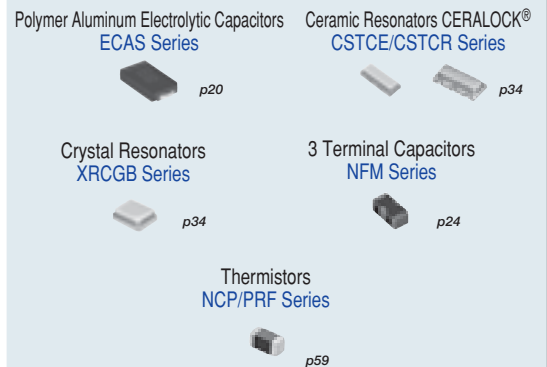 Polymer Aluminum Electrolytic Capacitors
ECAS Series
p20
Ceramic Resonators CERALOCK®
CSTCE/CSTCR Series
p34
Crystal Resonators
XRCGB Series
p34
3 Terminal Capacitors
NFM Series
p24
Thermistors
NCP/PRF Series
p59